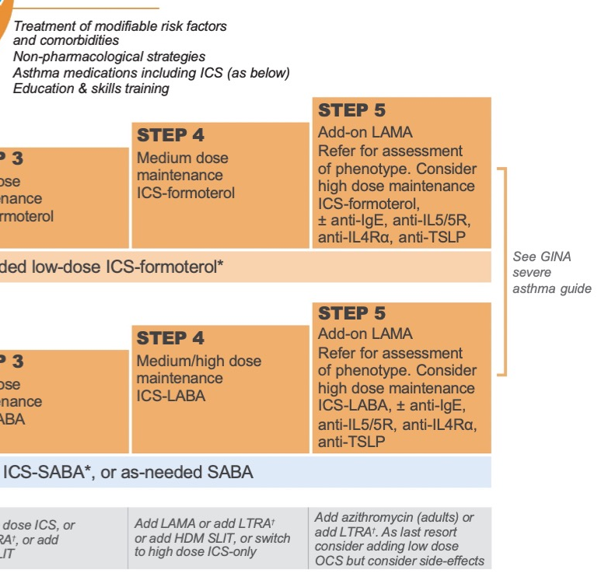 Treatment of modifiable risk factors
and comorbidities
Non-pharmacological strategies
Asthma medications including ICS (as below)
Education & skills training
STEP 5
Add-on LAMA
Refer for assessment
of phenotype. Consider
high dose maintenance
ICS-formoterol,
± anti-IgE, anti-IL5/5R,
anti-IL4Rα, anti-TSLP
STEP 4
Medium dose
maintenance
ICS-formoterol
P 3
ose
enance
rmoterol
ded low-dose ICS-formoterol*
See GINA
severe
asthma guide
STEP 5
Add-on LAMA
Refer for assessment
of phenotype. Consider
high dose maintenance
ICS-LABA, ± anti-IgE,
anti-IL5/5R, anti-IL4Rα,
anti-TSLP
STEP 4
Medium/high dose
maintenance
ICS-LABA
P 3
ose
enance
ABA
ICS-SABA*, or as-needed SABA
dose ICS, or
RA†, or add
LIT
Add LAMA or add LTRA†
or add HDM SLIT, or switch
to high dose ICS-only
Add azithromycin (adults) or
add LTRA†. As last resort
consider adding low dose
OCS but consider side-effects